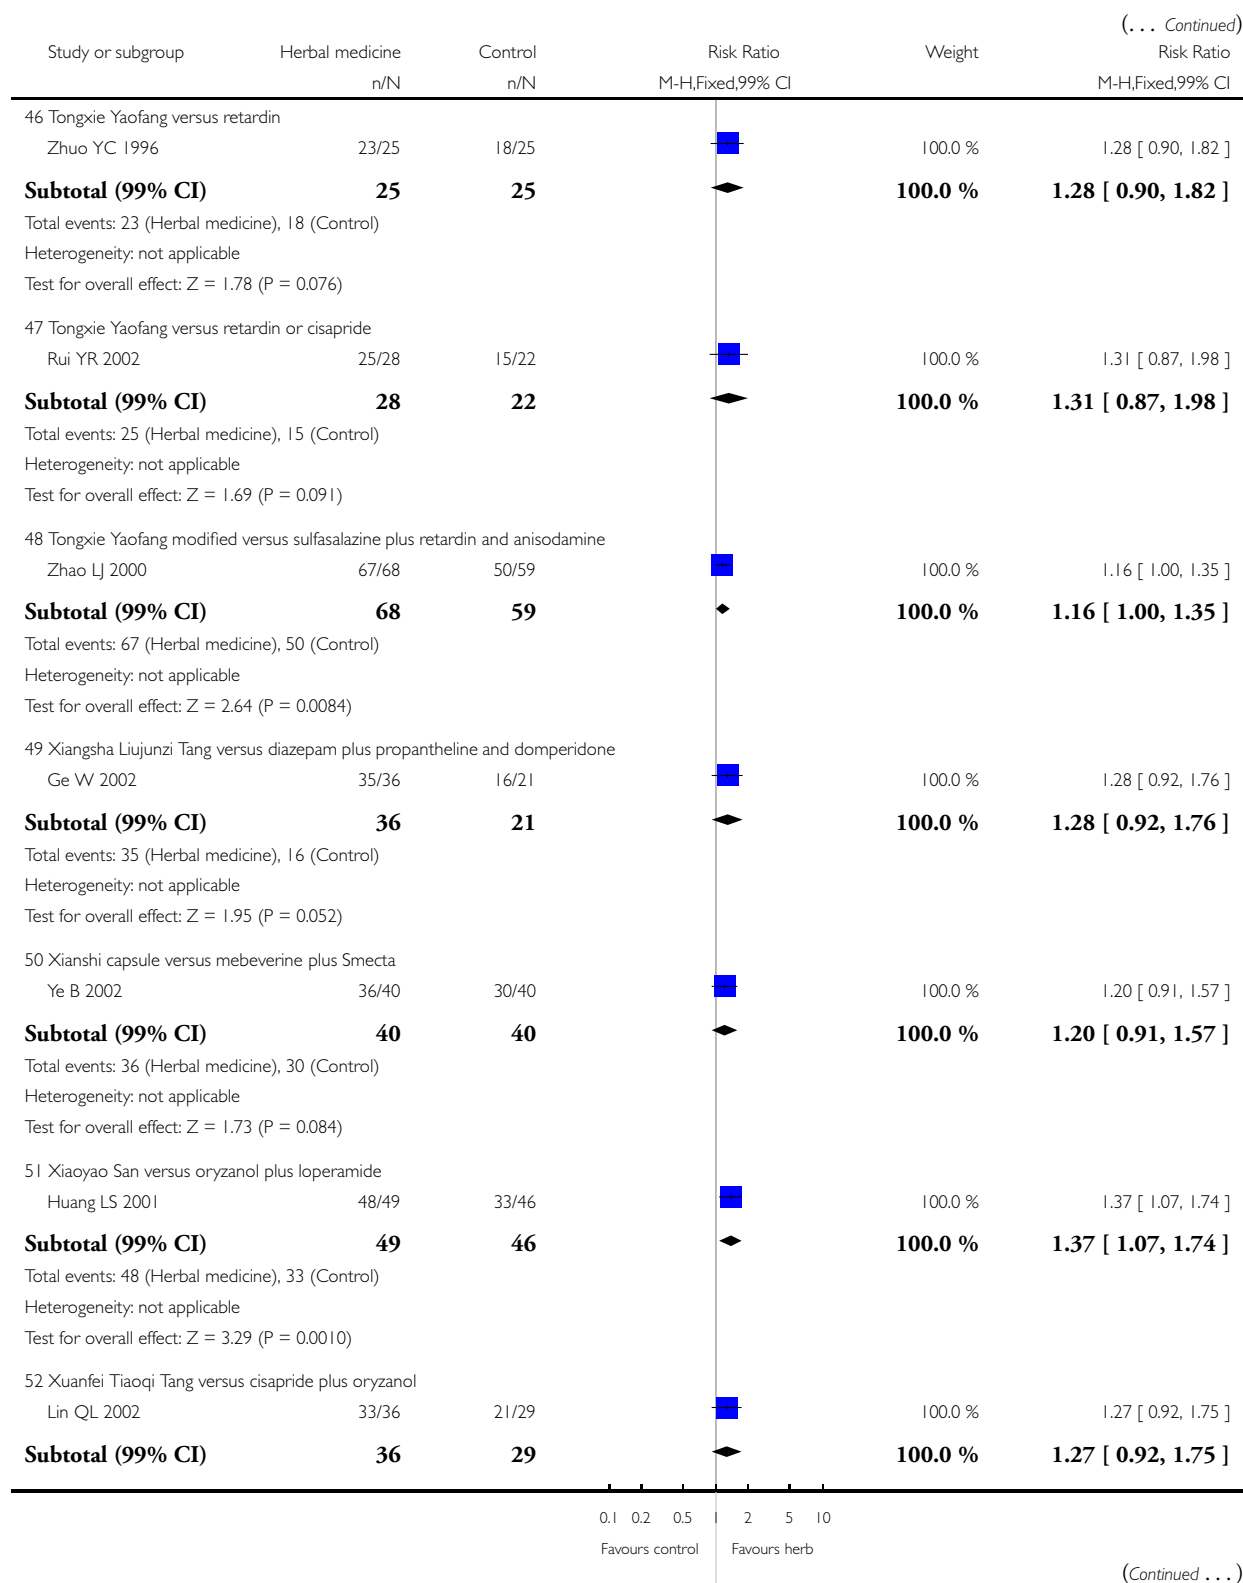 (... Continued)
Study or subgroup Herbal medicine Control Risk Ratio Weight Risk Ratio
n/N n/N M-H,Fixed,99% CI M-H,Fixed,99% CI
46 Tongxie Yaofang versus retardin
Zhuo YC 1996 23/25 18/25 100.0 % 1.28 [ 0.90, 1.82 ]
Subtotal (99% CI) 25 25 100.0 % 1.28 [ 0.90, 1.82 ]
Total events: 23 (Herbal medicine), 18 (Control)
Heterogeneity: not applicable
Test for overall effect: Z = 1.78 (P = 0.076)
47 Tongxie Yaofang versus retardin or cisapride
Rui YR 2002 25/28 15/22 100.0 % 1.31 [ 0.87, 1.98 ]
Subtotal (99% CI) 28 22 100.0 % 1.31 [ 0.87, 1.98 ]
Total events: 25 (Herbal medicine), 15 (Control)
Heterogeneity: not applicable
Test for overall effect: Z = 1.69 (P = 0.091)
48 Tongxie Yaofang modified versus sulfasalazine plus retardin and anisodamine
Zhao LJ 2000 67/68 50/59 100.0 % 1.16 [ 1.00, 1.35 ]
Subtotal (99% CI) 68 59 100.0 % 1.16 [ 1.00, 1.35 ]
Total events: 67 (Herbal medicine), 50 (Control)
Heterogeneity: not applicable
Test for overall effect: Z = 2.64 (P = 0.0084)
49 Xiangsha Liujunzi Tang versus diazepam plus propantheline and domperidone
Ge W 2002 35/36 16/21 100.0 % 1.28 [ 0.92, 1.76 ]
Subtotal (99% CI) 36 21 100.0 % 1.28 [ 0.92, 1.76 ]
Total events: 35 (Herbal medicine), 16 (Control)
Heterogeneity: not applicable
Test for overall effect: Z = 1.95 (P = 0.052)
50 Xianshi capsule versus mebeverine plus Smecta
Ye B 2002 36/40 30/40 100.0 % 1.20 [ 0.91, 1.57 ]
Subtotal (99% CI) 40 40 100.0 % 1.20 [ 0.91, 1.57 ]
Total events: 36 (Herbal medicine), 30 (Control)
Heterogeneity: not applicable
Test for overall effect: Z = 1.73 (P = 0.084)
51 Xiaoyao San versus oryzanol plus loperamide
Huang LS 2001 48/49 33/46 100.0 % 1.37 [ 1.07, 1.74 ]
Subtotal (99% CI) 49 46 100.0 % 1.37 [ 1.07, 1.74 ]
Total events: 48 (Herbal medicine), 33 (Control)
Heterogeneity: not applicable
Test for overall effect: Z = 3.29 (P = 0.0010)
52 Xuanfei Tiaoqi Tang versus cisapride plus oryzanol
Lin QL 2002 33/36 21/29 100.0 % 1.27 [ 0.92, 1.75 ]
Subtotal (99% CI) 36 29 100.0 % 1.27 [ 0.92, 1.75 ]
0.1 0.2 0.5 1 2 5 10
Favours control Favours herb
(Continued ...)